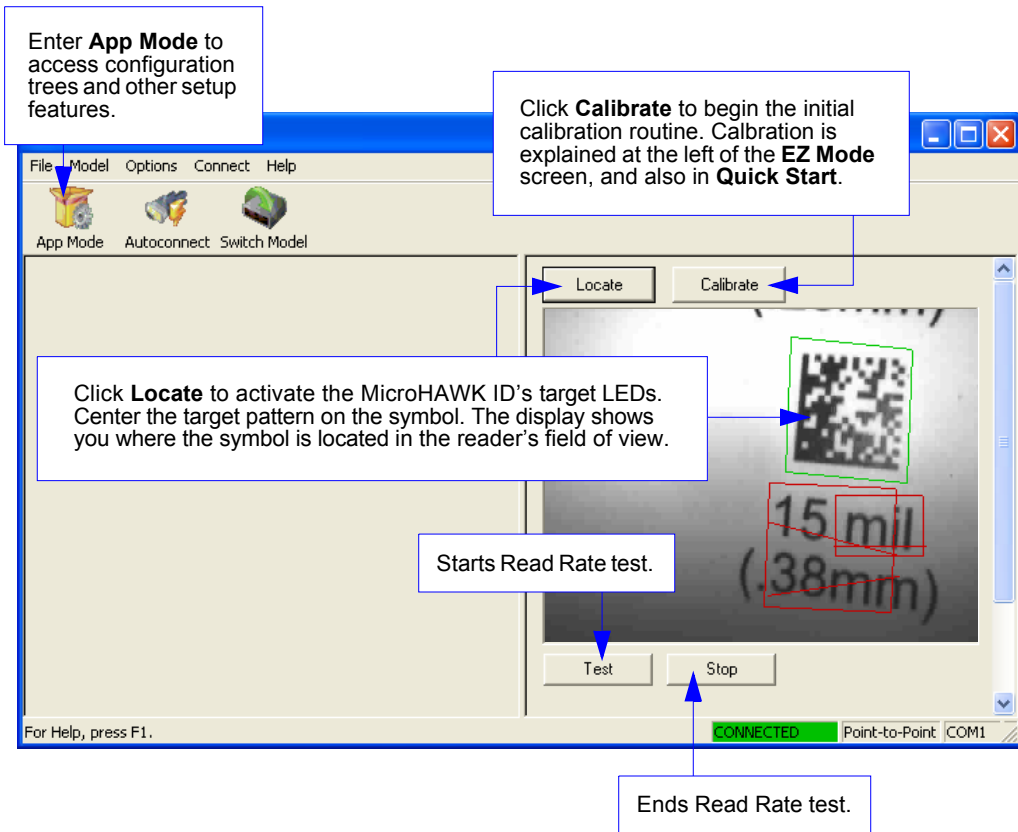 Enter App Mode to
access configuration
trees and other setup
features.
Click Calibrate to begin the initial
calibration routine. Calbration is
explained at the left of the EZ Mode
screen, and also in Quick Start.
File Model Options Connect Help
App Mode Autoconnect Switch Model
Locate Calibrate
Click Locate to activate the MicroHAWK ID's target LEDs.
Center the target pattern on the symbol. The display shows
you where the symbol is located in the reader's field of view.
15 mil
(.38mm)
Starts Read Rate test.
Test Stop
For Help, press F1. CONNECTED Point-to-Point COM1
Ends Read Rate test.